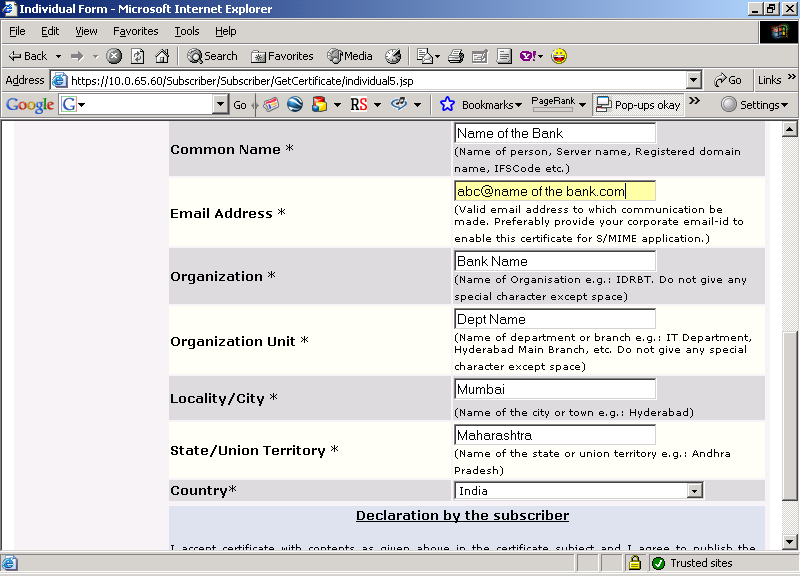 Individual Form - Microsoft Internet Explorer
File Edit View Favorites Tools Help
Back Search Favorites Media
Address https://10.0.65.60/Subscriber/Subscriber/GetCertificate/individual5.jsp Go Links »
Google G Go RS Bookmarks PageRank Pop-ups okay » Settings
Common Name *
Name of the Bank
(Name of person, Server name, Registered domain
name, IFSCode etc.)
Email Address *
abc@name of the bank.com
(Valid email address to which communication be
made. Preferably provide your corporate email-id to
enable this certificate for S/MIME application.)
Organization *
Bank Name
(Name of Organisation e.g.: IDRBT. Do not give any
special character except space)
Organization Unit *
Dept Name
(Name of department or branch e.g.: IT Department,
Hyderabad Main Branch, etc. Do not give any special
character except space)
Locality/City *
Mumbai
(Name of the city or town e.g.: Hyderabad)
State/Union Territory *
Maharashtra
(Name of the state or union territory e.g.: Andhra
Pradesh)
Country*
India
Declaration by the subscriber
I accept certificate with contents as given above in the certificate subject and I agree to publish the
Trusted sites